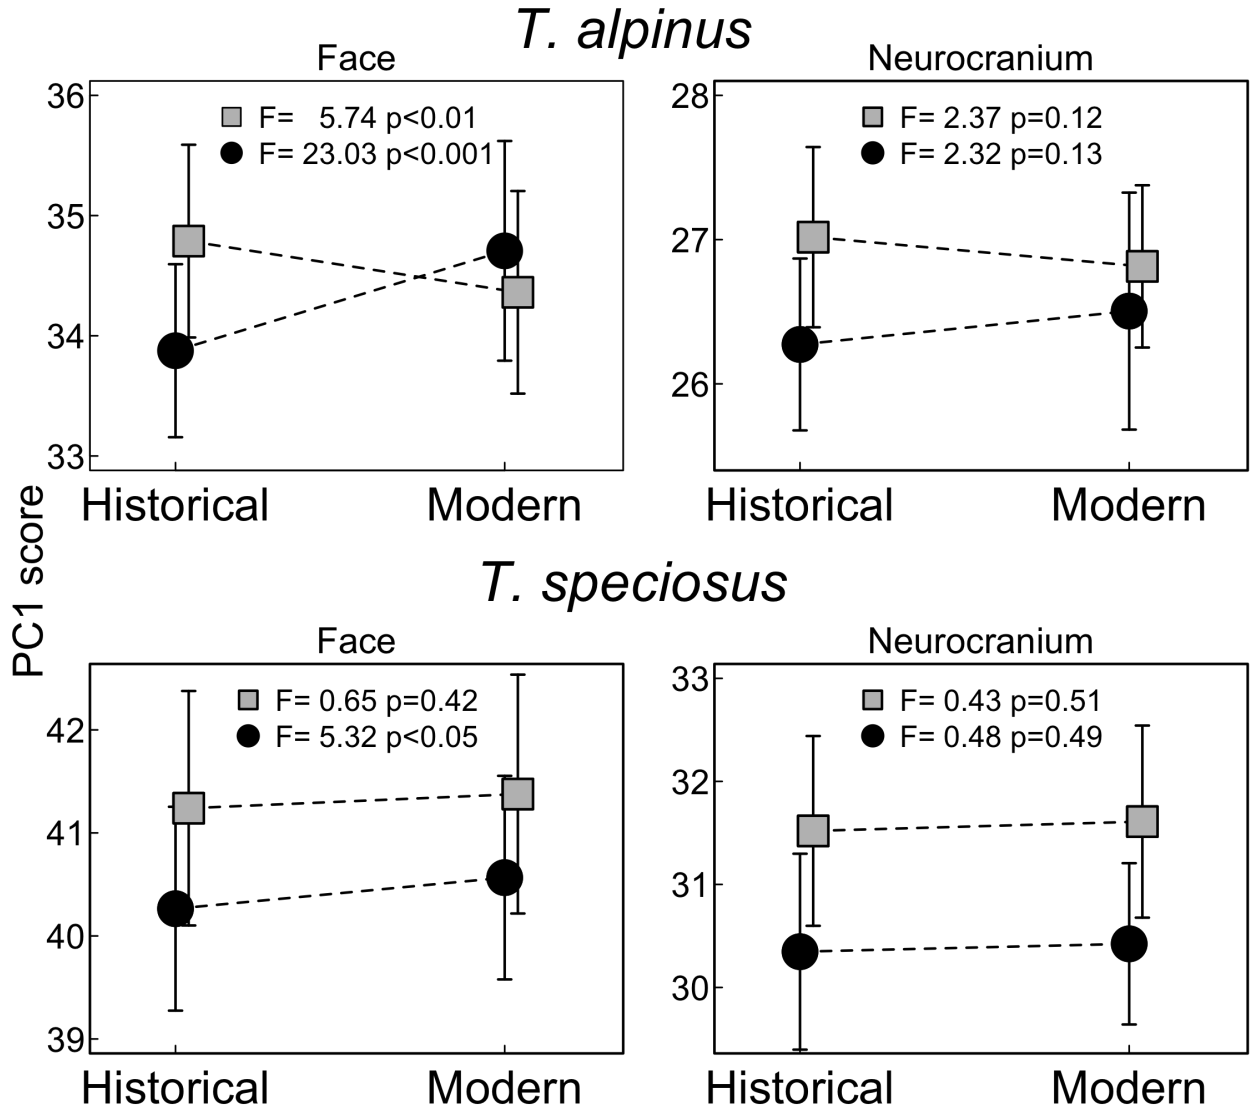 T. alpinus
Face
36
35
34
33
F= 5.74 p<0.01
F= 23.03 p<0.001
Historical Modern
Neurocranium
28
27
26
F= 2.37 p=0.12
F= 2.32 p=0.13
Historical Modern
PC1 score
T. speciosus
Face
42
41
40
39
F= 0.65 p=0.42
F= 5.32 p<0.05
Historical Modern
Neurocranium
33
32
31
30
F= 0.43 p=0.51
F= 0.48 p=0.49
Historical Modern